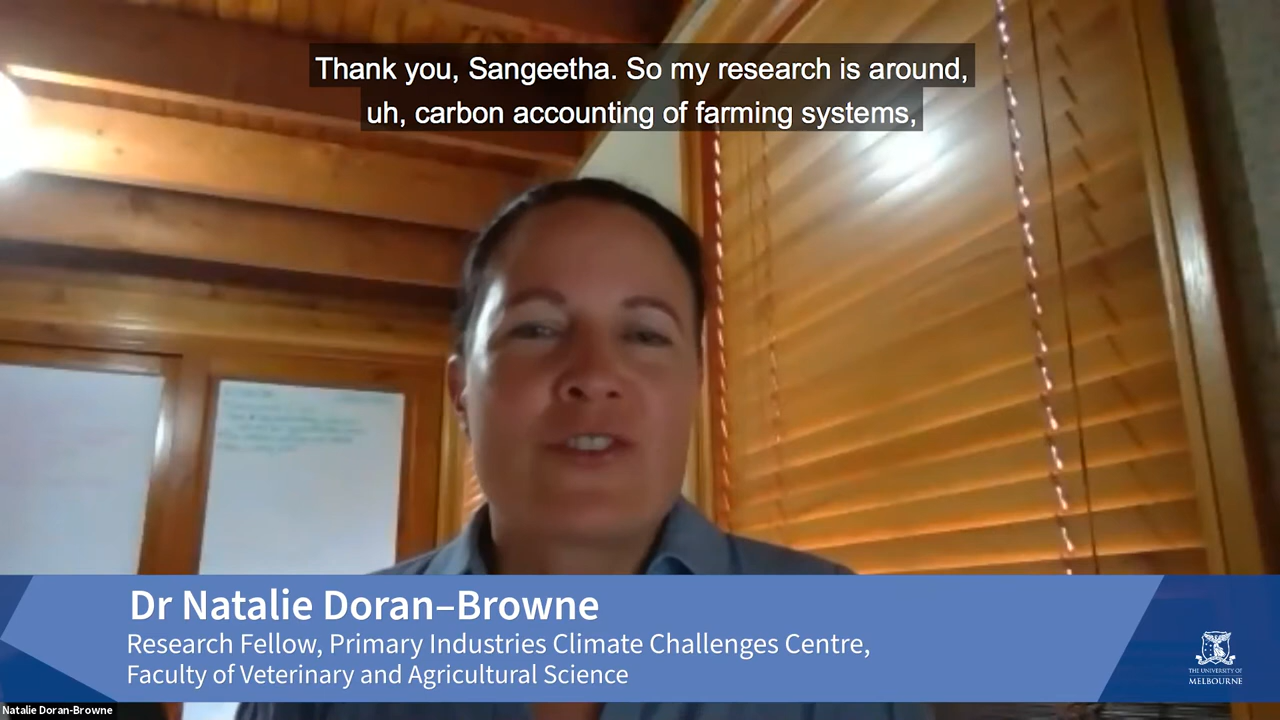 Thank you, Sangeetha. So my research is around,
uh, carbon accounting of farming systems,
Dr Natalie Doran–Browne
Research Fellow, Primary Industries Climate Challenges Centre,
Faculty of Veterinary and Agricultural Science
THE UNIVERSITY OF
MELBOURNE
Natalie Doran-Browne